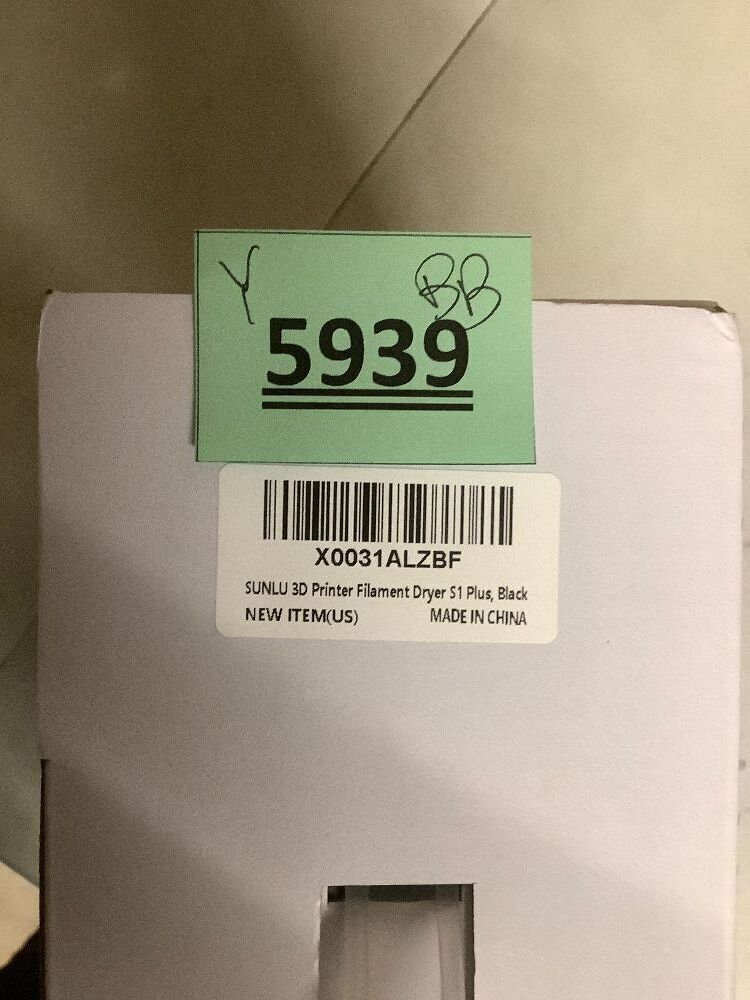 Y BB
5939
X0031ALZBF
SUNLU 3D Printer Filament Dryer S1 Plus, Black
NEW ITEM(US) MADE IN CHINA